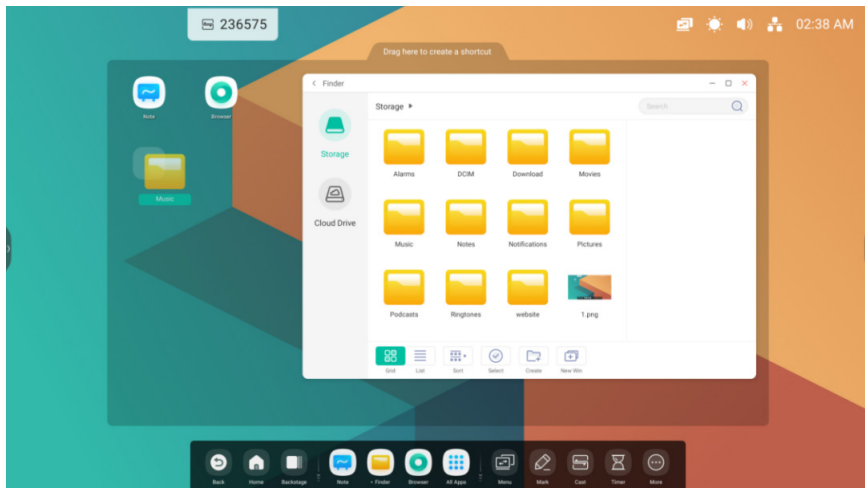 236575
02:38 AM
Drag here to create a shortcut
Note
Browser
Music
Finder
Storage
Search
Storage
Cloud Drive
Alarms
DCIM
Download
Movies
Music
Notes
Notifications
Pictures
Podcasts
Ringtones
website
1.png
Grid
List
Sort
Select
Create
New Win
Back
Home
Backstage
Note
• Finder
Browser
All Apps
Menu
Mark
Cast
Timer
More